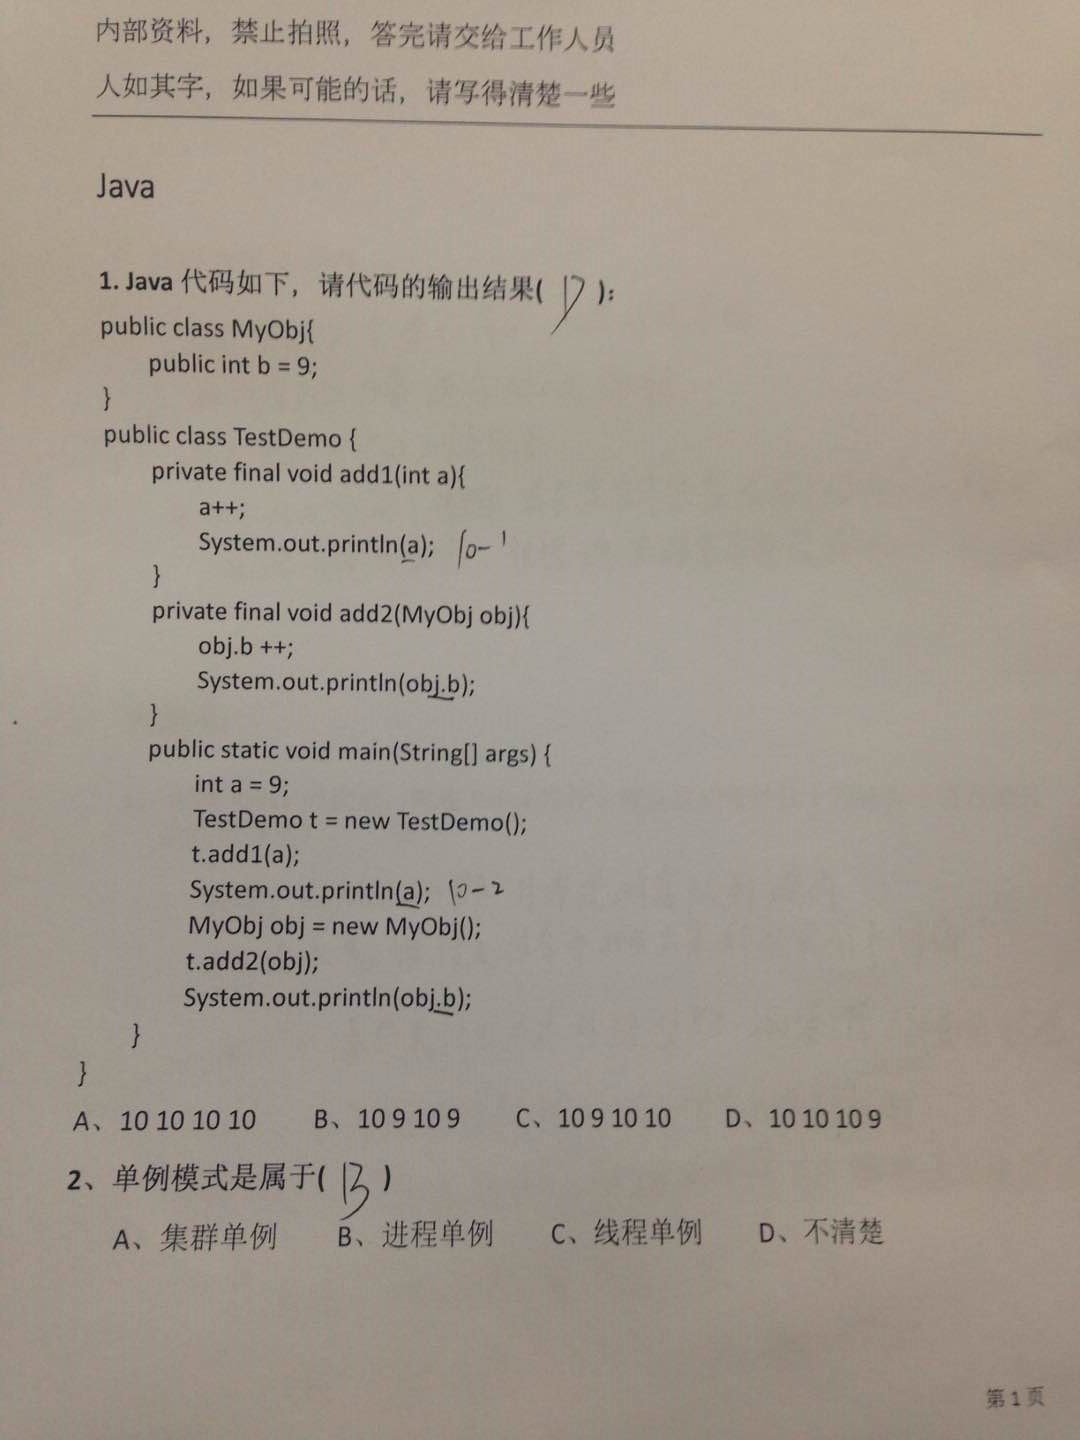 内部资料，禁止拍照，答完请交给工作人员
人如其字，如果可能的话，请写得清楚一些
Java
1. Java 代码如下，请代码的输出结果( D )：
public class MyObj{
public int b = 9;
}
public class TestDemo {
private final void add1(int a){
a++;
System.out.println(a); 10-1
}
private final void add2(MyObj obj){
obj.b ++;
System.out.println(obj.b);
}
public static void main(String[] args) {
int a = 9;
TestDemo t = new TestDemo();
t.add1(a);
System.out.println(a); 10-2
MyObj obj = new MyObj();
t.add2(obj);
System.out.println(obj.b);
}
}
A、10 10 10 10 B、10 9 10 9 C、10 9 10 10 D、10 10 10 9
2、单例模式是属于( B )
A、集群单例 B、进程单例 C、线程单例 D、不清楚
第 1 页